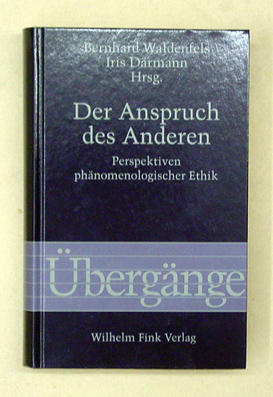 Bernhard Waldenfels
Iris Därmann
Hrsg.
Der Anspruch
des Anderen
Perspektiven
phänomenologischer Ethik
Übergänge
Wilhelm Fink Verlag